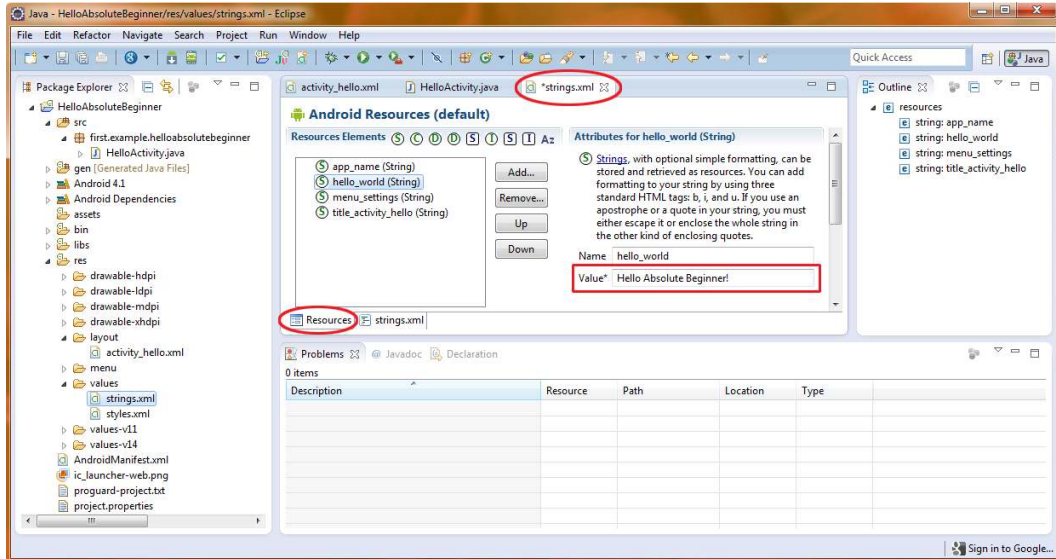 Java - HelloAbsoluteBeginner/res/values/strings.xml - Eclipse
File Edit Refactor Navigate Search Project Run Window Help
Quick Access
Java
Package Explorer
HelloAbsoluteBeginner
src
first.example.helloabsolutebeginner
HelloActivity.java
gen [Generated Java Files]
Android 4.1
Android Dependencies
assets
bin
libs
res
drawable-hdpi
drawable-ldpi
drawable-mdpi
drawable-xhdpi
layout
activity_hello.xml
menu
values
strings.xml
styles.xml
values-v11
values-v14
AndroidManifest.xml
ic_launcher-web.png
proguard-project.txt
project.properties
activity_hello.xml HelloActivity.java *strings.xml
Android Resources (default)
Resources Elements S C D D S I S I Az
S app_name (String)
S hello_world (String)
S menu_settings (String)
S title_activity_hello (String)
Add...
Remove...
Up
Down
Attributes for hello_world (String)
S Strings, with optional simple formatting, can be
stored and retrieved as resources. You can add
formatting to your string by using three
standard HTML tags: b, i, and u. If you use an
apostrophe or a quote in your string, you must
either escape it or enclose the whole string in
the other kind of enclosing quotes.
Name hello_world
Value* Hello Absolute Beginner!
Resources strings.xml
Outline
e resources
e string: app_name
e string: hello_world
e string: menu_settings
e string: title_activity_hello
Problems @ Javadoc Declaration
0 items
Description Resource Path Location Type
Sign in to Google...